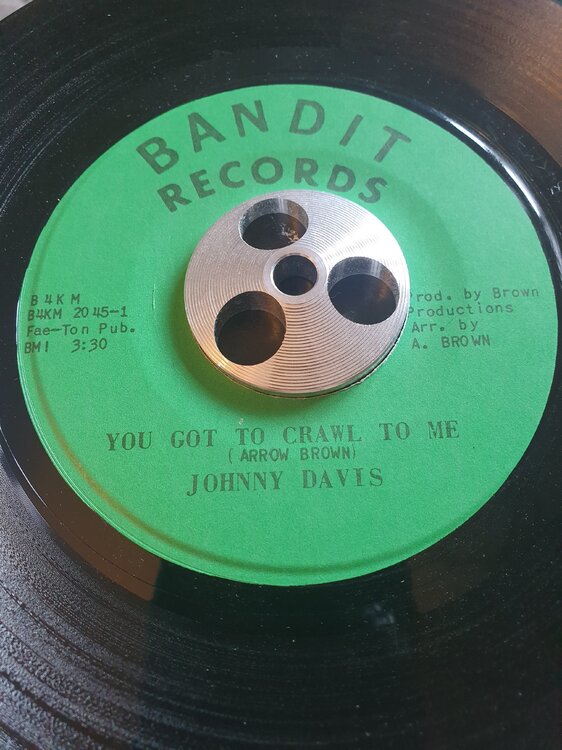 BANDIT
RECORDS
B4KM
B4KM 2045-1
Fae-Ton Pub.
BMI 3:30
Prod. by Brown
Productions
Arr. by
A. BROWN
YOU GOT TO CRAWL TO ME
(ARROW BROWN)
JOHNNY DAVIS